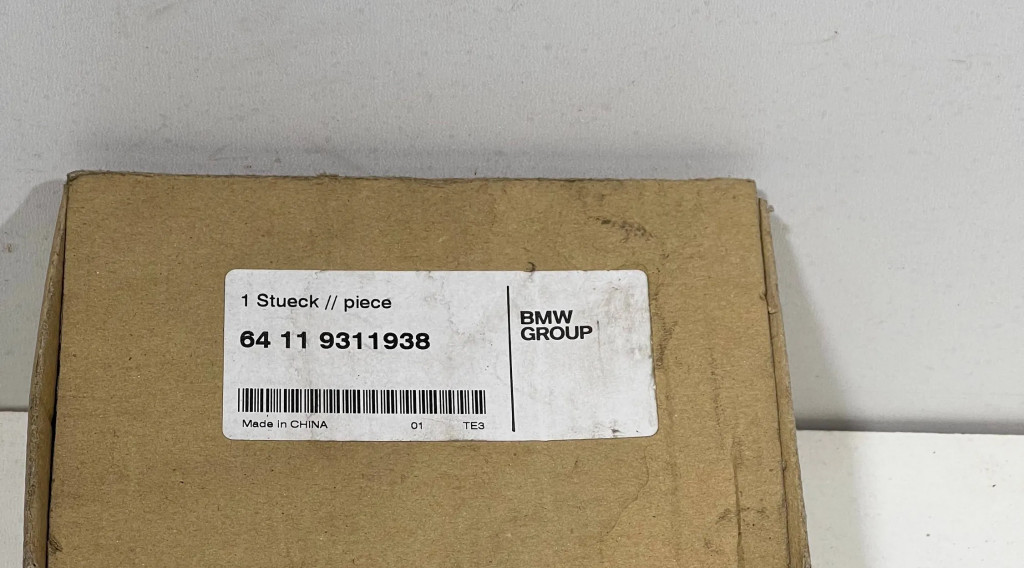 1 Stueck // piece
64 11 9311938
Made in CHINA 01 TE3
BMW
GROUP